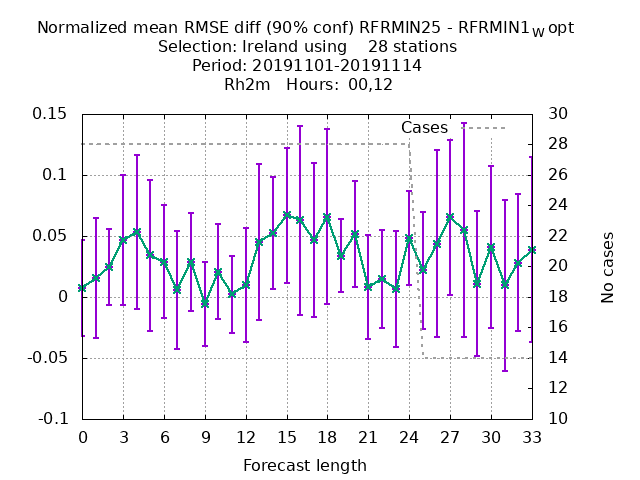 Normalized mean RMSE diff (90% conf) RFRMIN25 - RFRMIN1w opt
Selection: Ireland using 28 stations
Period: 20191101-20191114
Rh2m Hours: 00,12
Cases
0.15
0.1
0.05
0
-0.05
-0.1
30
28
26
24
22
20
18
16
14
12
10
No cases
0 3 6 9 12 15 18 21 24 27 30 33
Forecast length